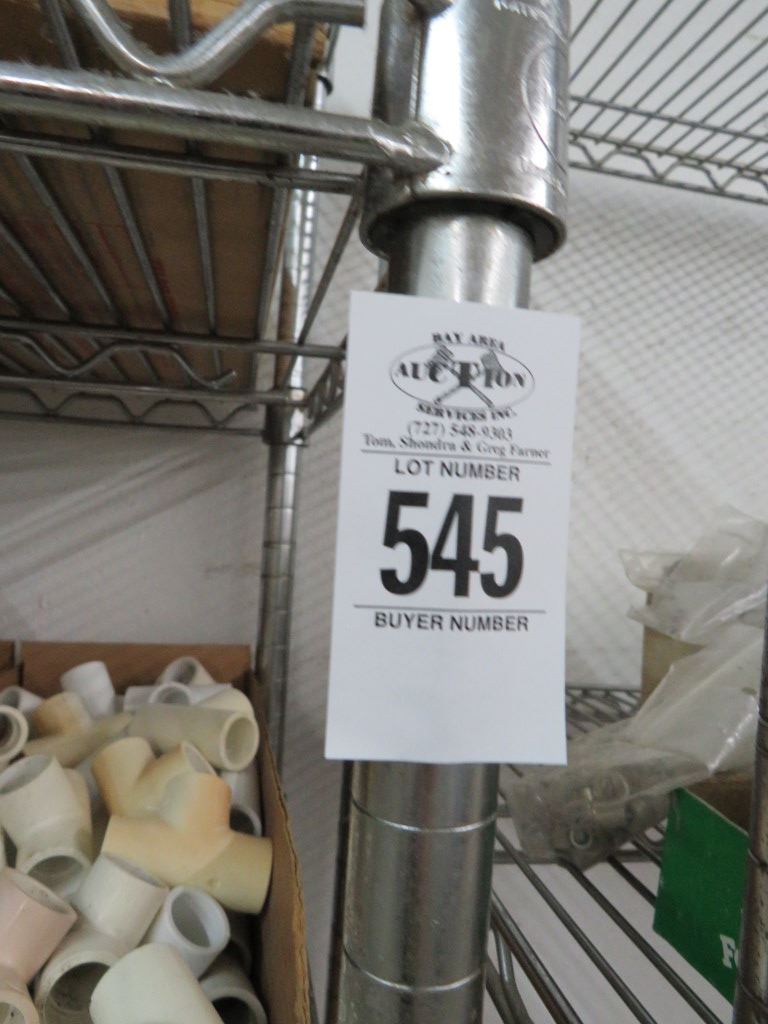 BAY AREA
AUCTION
SERVICES INC.
(727) 548-9303
Tom, Shondra & Greg Farner
LOT NUMBER
545
BUYER NUMBER